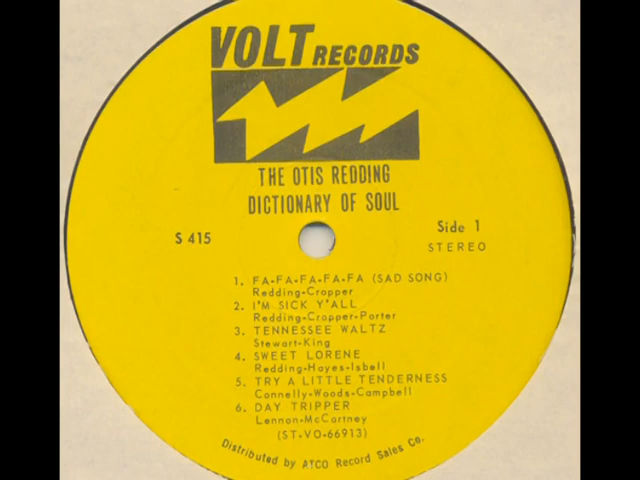 VOLT RECORDS
THE OTIS REDDING
DICTIONARY OF SOUL
S 415
Side 1
STEREO
1. FA-FA-FA-FA-FA (SAD SONG)
Redding-Cropper
2. I'M SICK Y'ALL
Redding-Cropper-Porter
3. TENNESSEE WALTZ
Stewart-King
4. SWEET LORENE
Redding-Hayes-Isbell
5. TRY A LITTLE TENDERNESS
Connelly-Woods-Campbell
6. DAY TRIPPER
Lennon-McCartney
(ST-VO-66913)
Distributed by ATCO Record Sales Co.